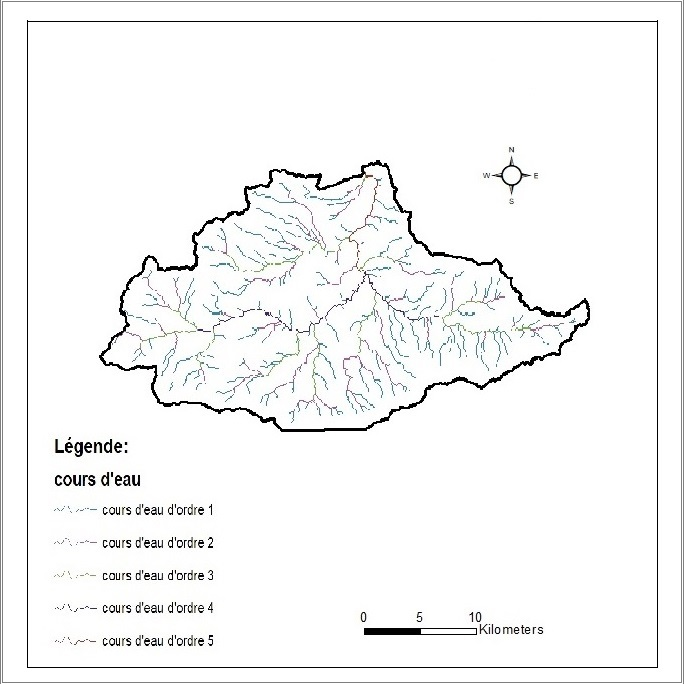 N
W E
S
Légende:
cours d'eau
cours d'eau d'ordre 1
cours d'eau d'ordre 2
cours d'eau d'ordre 3
cours d'eau d'ordre 4
cours d'eau d'ordre 5
0 5 10
Kilometers